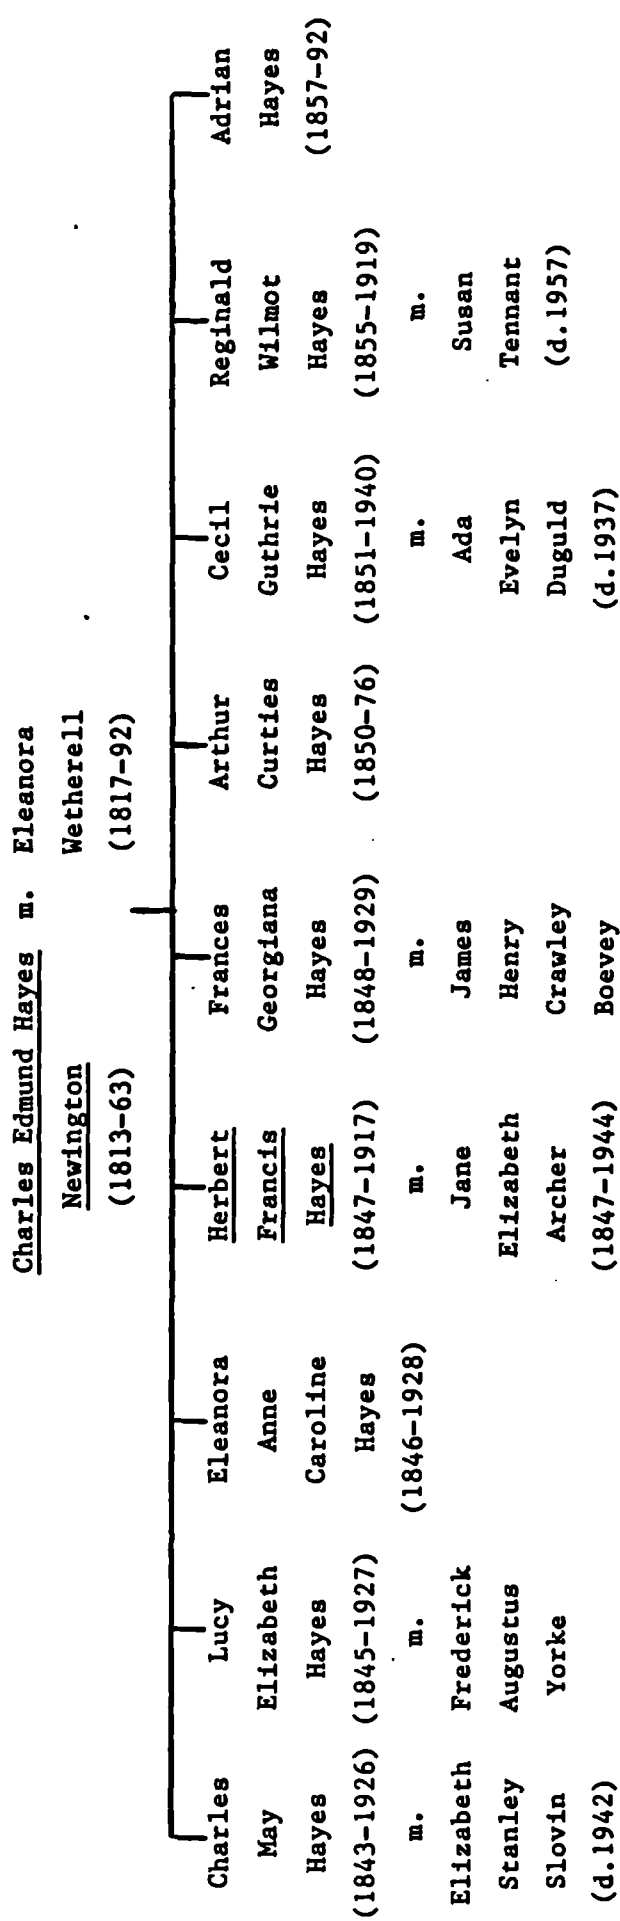 Charles Edmund Hayes m. Eleanora
Newington Wetherell
(1813-63) (1817-92)
Charles
May
Hayes
(1843-1926)
m.
Elizabeth
Stanley
Slovin
(d.1942)
Lucy
Elizabeth
Hayes
(1845-1927)
m.
Frederick
Augustus
Yorke
Eleanora
Anne
Caroline
Hayes
(1846-1928)
Herbert
Francis
Hayes
(1847-1917)
m.
Jane
Elizabeth
Archer
(1847-1944)
Frances
Georgiana
Hayes
(1848-1929)
m.
James
Henry
Crawley
Boevey
Arthur
Curties
Hayes
(1850-76)
Cecil
Guthrie
Hayes
(1851-1940)
m.
Ada
Evelyn
Duguld
(d.1937)
Reginald
Wilmot
Hayes
(1855-1919)
m.
Susan
Tennant
(d.1957)
Adrian
Hayes
(1857-92)